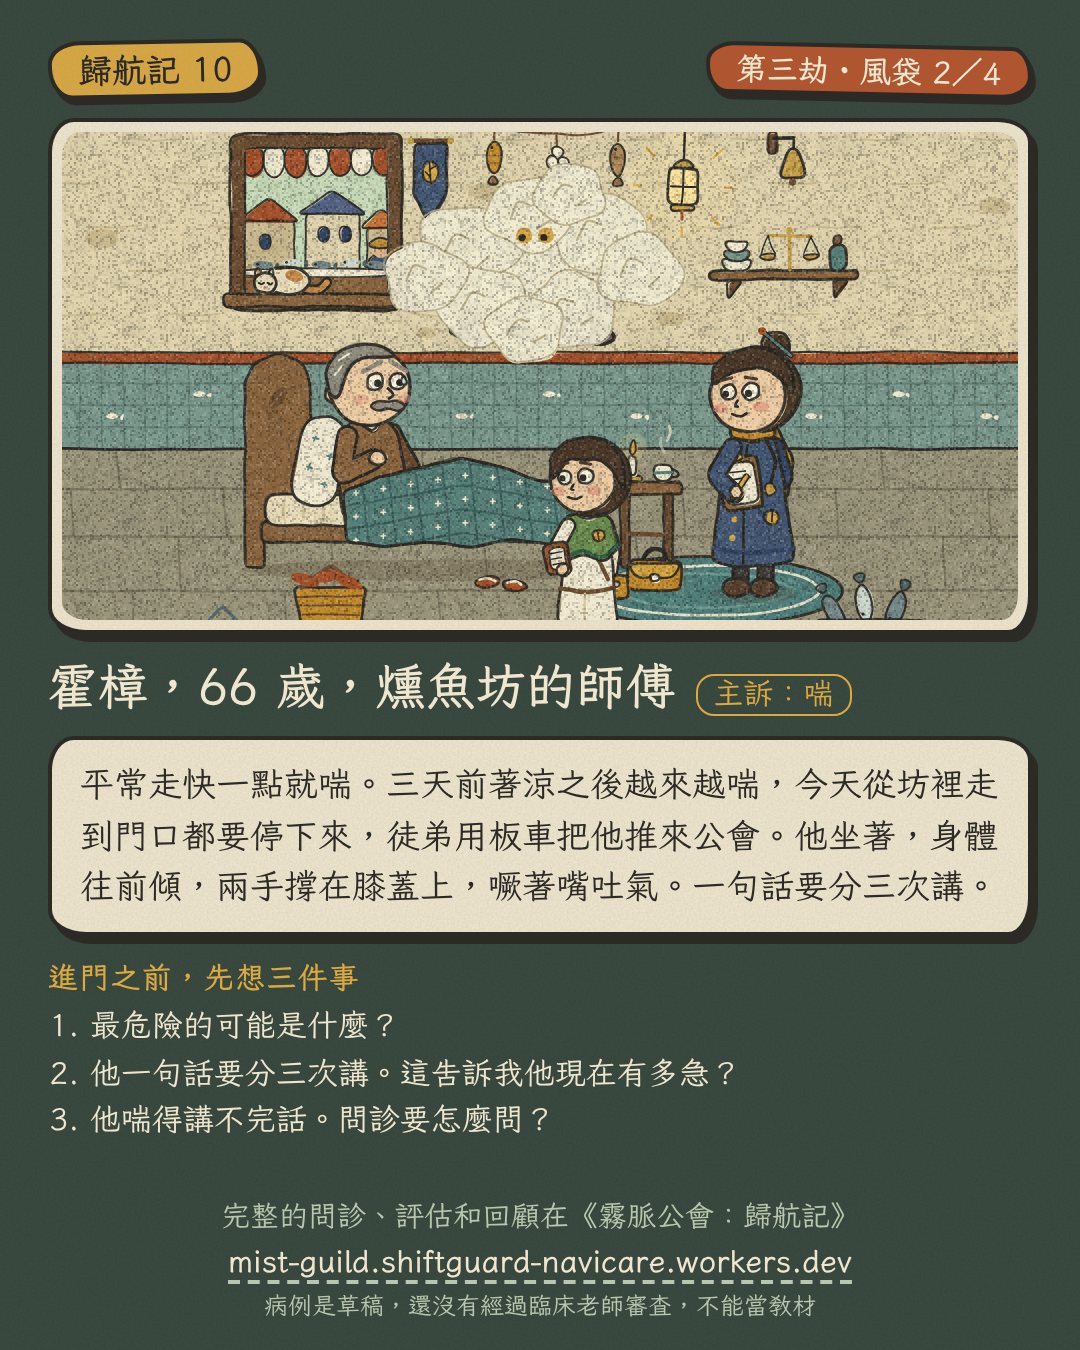 歸航記 10
第三劫・風袋 2／4
霍樟，66 歲，燻魚坊的師傅
主訴：喘
平常走快一點就喘。三天前著涼之後越來越喘，今天從坊裡走
到門口都要停下來，徒弟用板車把他推來公會。他坐著，身體
往前傾，兩手撐在膝蓋上，噘著嘴吐氣。一句話要分三次講。
進門之前，先想三件事
1. 最危險的可能是什麼？
2. 他一句話要分三次講。這告訴我他現在有多急？
3. 他喘得講不完話。問診要怎麼問？
完整的問診、評估和回顧在《霧脈公會：歸航記》
mist-guild.shiftguard-navicare.workers.dev
病例是草稿，還沒有經過臨床老師審查，不能當教材